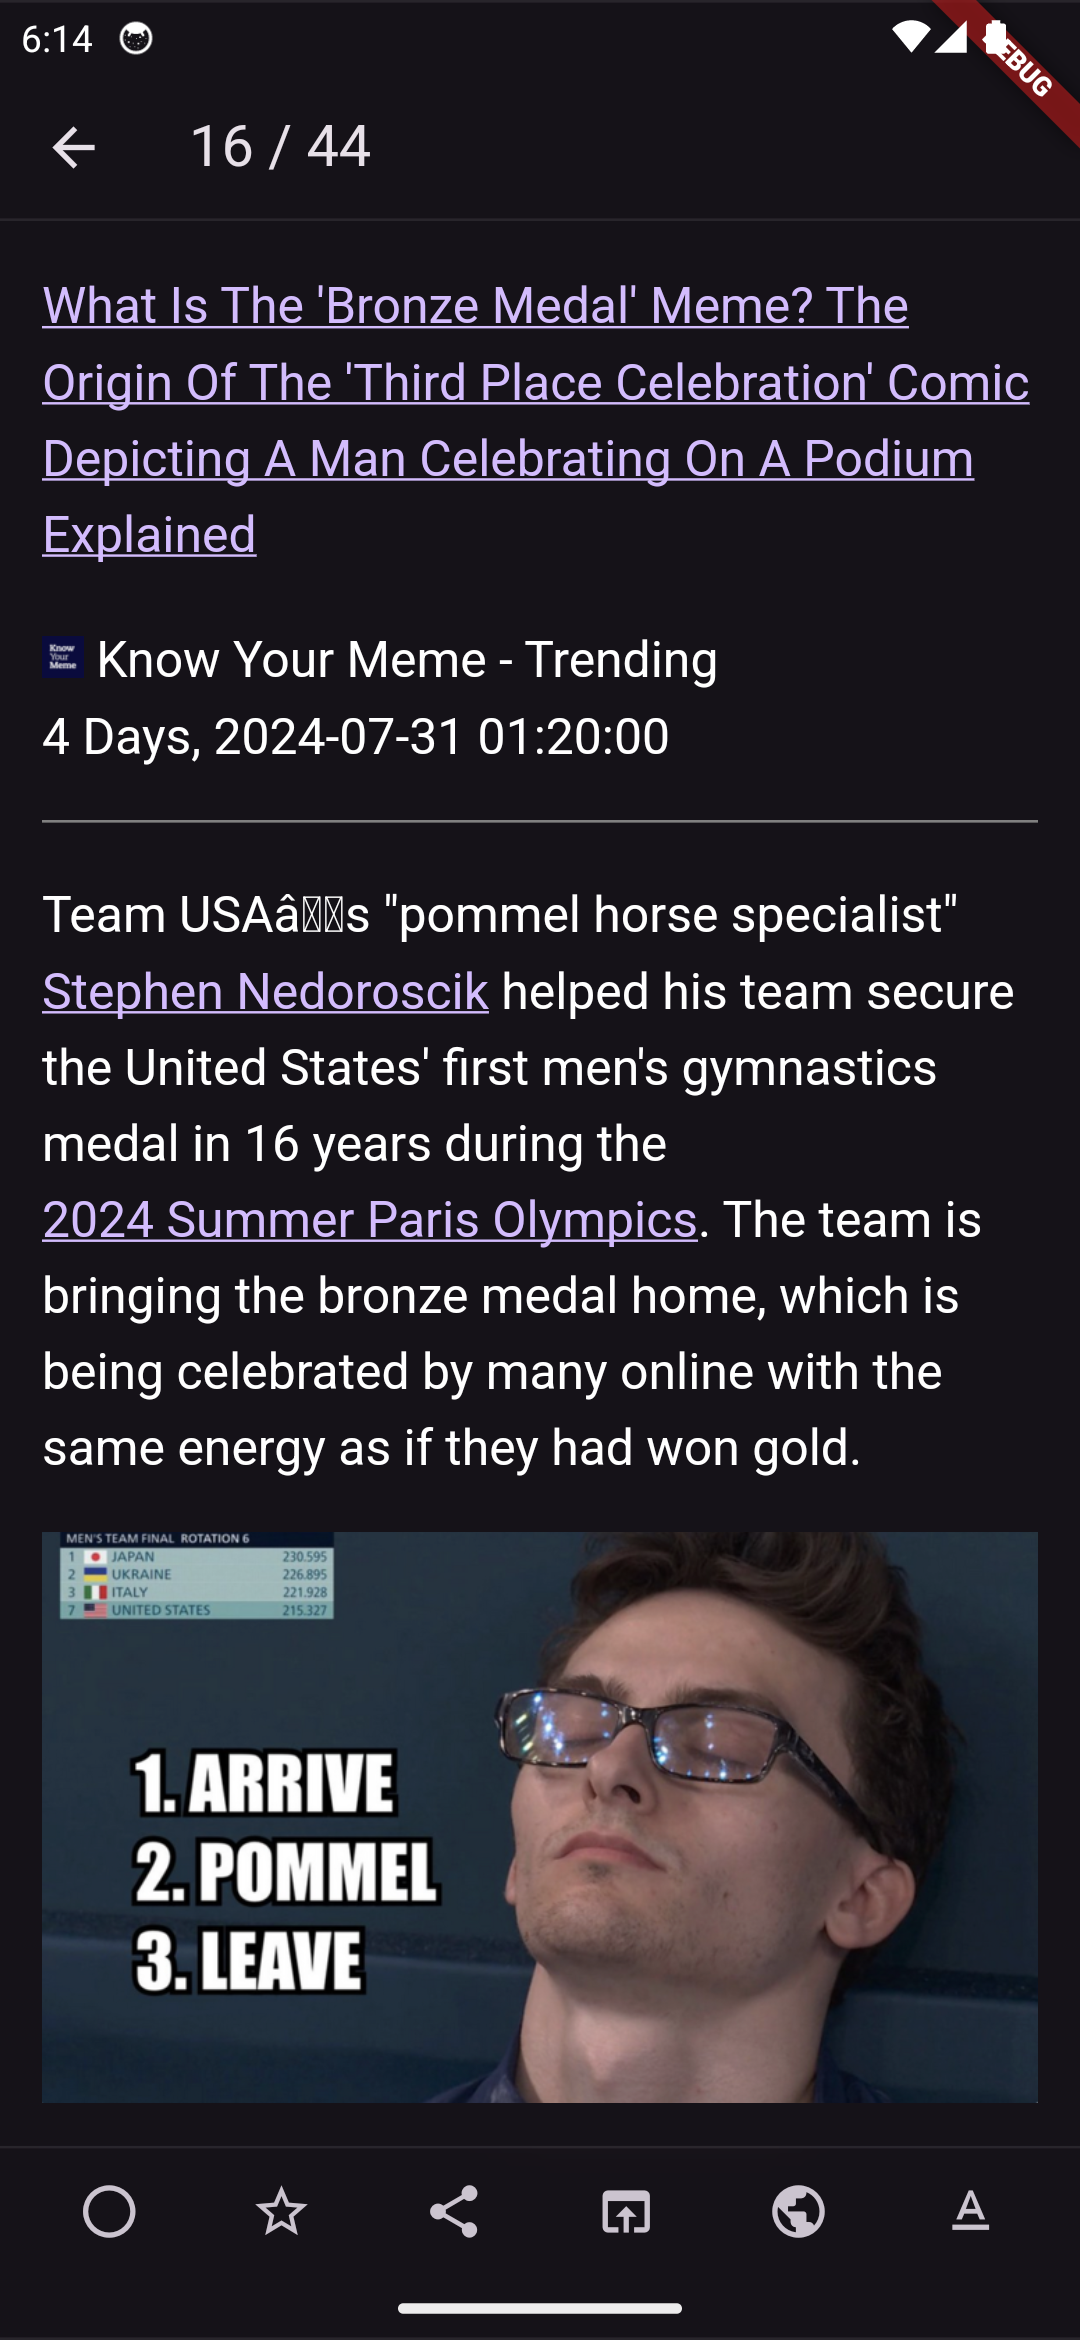 6:14
DEBUG
16 / 44
What Is The 'Bronze Medal' Meme? The
Origin Of The 'Third Place Celebration' Comic
Depicting A Man Celebrating On A Podium
Explained
Know
Your
Meme
Know Your Meme - Trending
4 Days, 2024-07-31 01:20:00
Team USAâ��s "pommel horse specialist"
Stephen Nedoroscik helped his team secure
the United States' first men's gymnastics
medal in 16 years during the
2024 Summer Paris Olympics. The team is
bringing the bronze medal home, which is
being celebrated by many online with the
same energy as if they had won gold.
MEN'S TEAM FINAL ROTATION 6
1 JAPAN 230.595
2 UKRAINE 226.895
3 ITALY 221.928
7 UNITED STATES 215.327
1. ARRIVE
2. POMMEL
3. LEAVE
A